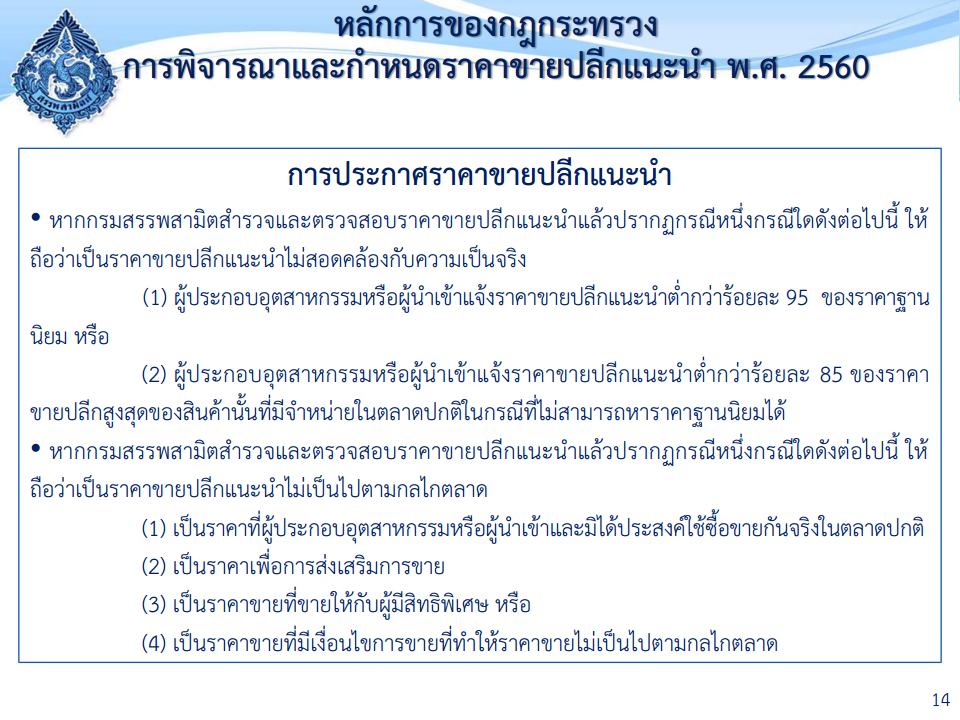 หลักการของกฎกระทรวง
การพิจารณาและกำหนดราคาขายปลีกแนะนำ พ.ศ. 2560
สรรพสามิต
การประกาศราคาขายปลีกแนะนำ
• หากกรมสรรพสามิตสำรวจและตรวจสอบราคาขายปลีกแนะนำแล้วปรากฏกรณีหนึ่งกรณีใดดังต่อไปนี้ ให้
ถือว่าเป็นราคาขายปลีกแนะนำไม่สอดคล้องกับความเป็นจริง
(1) ผู้ประกอบอุตสาหกรรมหรือผู้นำเข้าแจ้งราคาขายปลีกแนะนำต่ำกว่าร้อยละ 95 ของราคาฐาน
นิยม หรือ
(2) ผู้ประกอบอุตสาหกรรมหรือผู้นำเข้าแจ้งราคาขายปลีกแนะนำต่ำกว่าร้อยละ 85 ของราคา
ขายปลีกสูงสุดของสินค้านั้นที่มีจำหน่ายในตลาดปกติในกรณีที่ไม่สามารถหาราคาฐานนิยมได้
• หากกรมสรรพสามิตสำรวจและตรวจสอบราคาขายปลีกแนะนำแล้วปรากฏกรณีหนึ่งกรณีใดดังต่อไปนี้ ให้
ถือว่าเป็นราคาขายปลีกแนะนำไม่เป็นไปตามกลไกตลาด
(1) เป็นราคาที่ผู้ประกอบอุตสาหกรรมหรือผู้นำเข้าและมิได้ประสงค์ใช้ซื้อขายกันจริงในตลาดปกติ
(2) เป็นราคาเพื่อการส่งเสริมการขาย
(3) เป็นราคาขายที่ขายให้กับผู้มีสิทธิพิเศษ หรือ
(4) เป็นราคาขายที่มีเงื่อนไขการขายที่ทำให้ราคาขายไม่เป็นไปตามกลไกตลาด
14